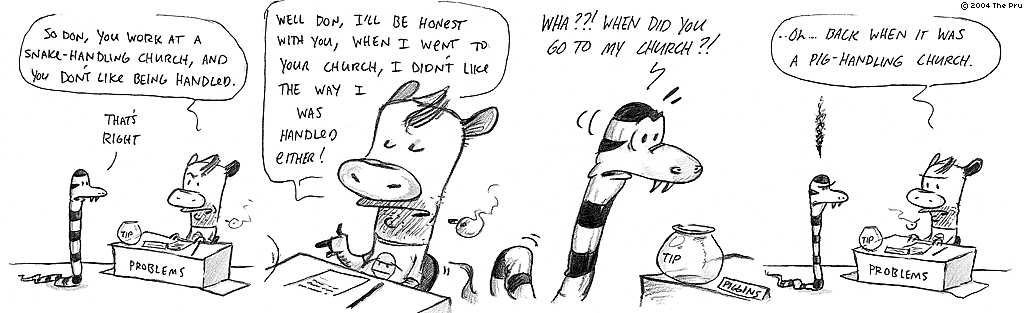 © 2004 The Pru
SO DON, YOU WORK AT A
SNAKE-HANDLING CHURCH, AND
YOU DON'T LIKE BEING HANDLED.
THAT'S
RIGHT
TIP
PROBLEMS
WELL DON, I'LL BE HONEST
WITH YOU, WHEN I WENT TO
YOUR CHURCH, I DIDN'T LIKE
THE WAY I
WAS
HANDLED
EITHER!
WHA??! WHEN DID YOU
GO TO MY CHURCH?!
TIP
PIGGINS
..OH... BACK WHEN IT WAS
A PIG-HANDLING CHURCH.
TIP
PROBLEMS